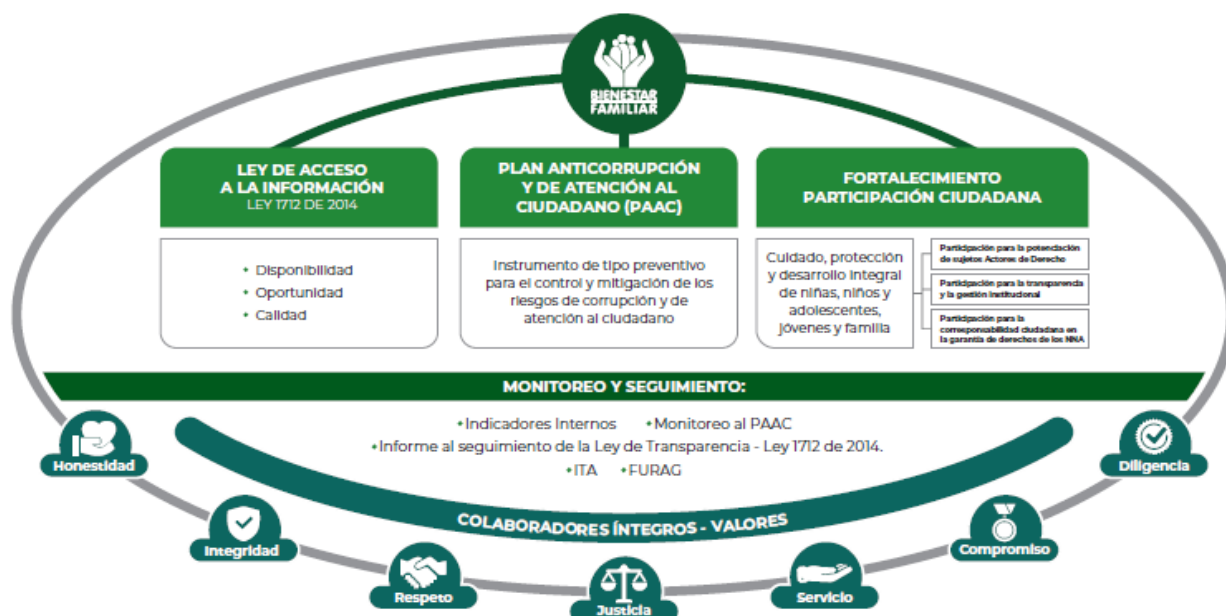 BIENESTAR
FAMILIAR
LEY DE ACCESO
A LA INFORMACIÓN
LEY 1712 DE 2014
Disponibilidad
Oportunidad
Calidad
PLAN ANTICORRUPCIÓN
Y DE ATENCIÓN AL
CIUDADANO (PAAC)
Instrumento de tipo preventivo
para el control y mitigación de los
riesgos de corrupción y de
atención al ciudadano
FORTALECIMIENTO
PARTICIPACIÓN CIUDADANA
Cuidado, protección
y desarrollo integral
de niñas, niños y
adolescentes,
jóvenes y familia
Participación para la potenciación
de sujetos Actores de Derecho
Participación para la transparencia
y la gestión institucional
Participación para la
corresponsabilidad ciudadana en
la garantía de derechos de los NNA
MONITOREO Y SEGUIMIENTO:
Indicadores Internos
Monitoreo al PAAC
Informe al seguimiento de la Ley de Transparencia - Ley 1712 de 2014.
ITA
FURAG
COLABORADORES ÍNTEGROS - VALORES
Honestidad
Integridad
Respeto
Justicia
Servicio
Compromiso
Diligencia